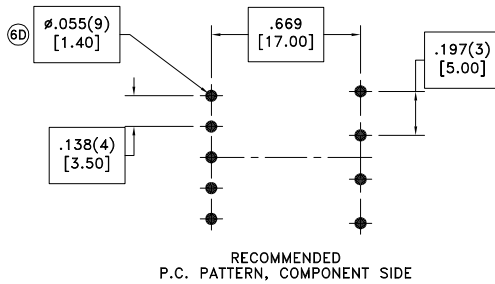 6D
ø.055(9)
[1.40]
.669
[17.00]
.197(3)
[5.00]
.138(4)
[3.50]
RECOMMENDED
P.C. PATTERN, COMPONENT SIDE